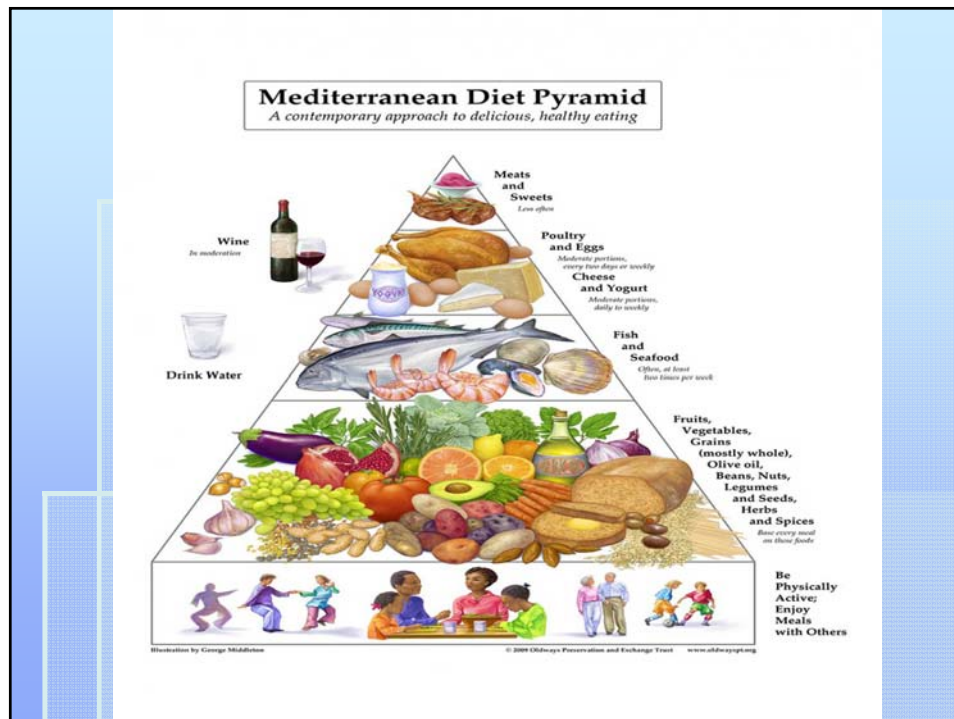 Mediterranean Diet Pyramid
A contemporary approach to delicious, healthy eating
Meats
and
Sweets
Less often
Wine
In moderation
Poultry
and Eggs
Moderate portions,
every two days or weekly
Cheese
and Yogurt
Moderate portions,
daily to weekly
YOGURT
Drink Water
Fish
and
Seafood
Often, at least
two times per week
Fruits,
Vegetables,
Grains
(mostly whole),
Olive oil,
Beans, Nuts,
Legumes
and Seeds,
Herbs
and Spices
Base every meal
on these foods
Be
Physically
Active;
Enjoy
Meals
with Others
Illustration by George Middleton
© 2009 Oldways Preservation and Exchange Trust www.oldwayspt.org